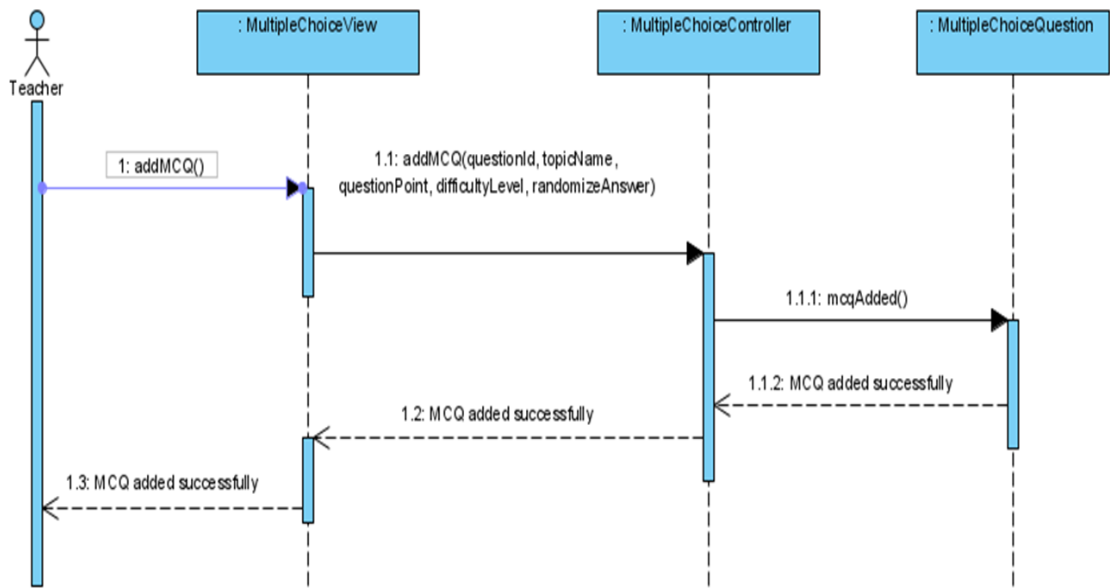 : MultipleChoiceView
: MultipleChoiceController
: MultipleChoiceQuestion
Teacher
1: addMCQ()
1.1: addMCQ(questionId, topicName,
questionPoint, difficultyLevel, randomizeAnswer)
1.1.1: mcqAdded()
1.1.2: MCQ added successfully
1.2: MCQ added successfully
1.3: MCQ added successfully